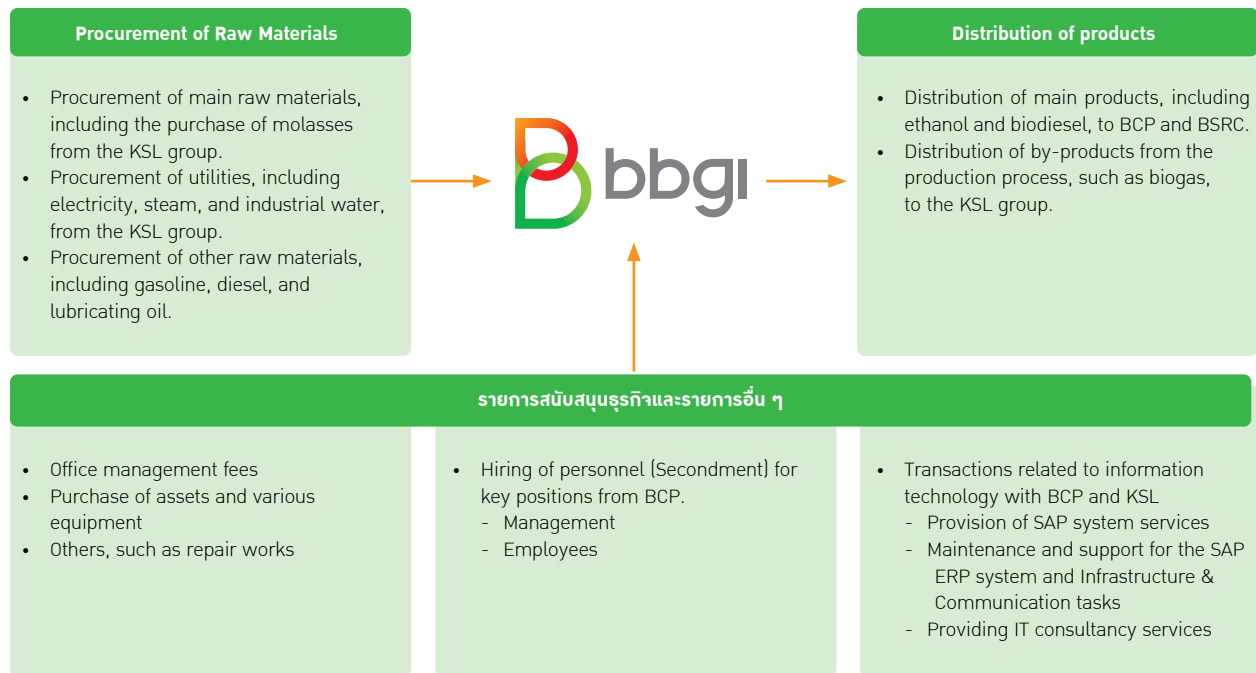 Procurement of Raw Materials
• Procurement of main raw materials,
including the purchase of molasses
from the KSL group.
• Procurement of utilities, including
electricity, steam, and industrial water,
from the KSL group.
• Procurement of other raw materials,
including gasoline, diesel, and
lubricating oil.
bbgi
Distribution of products
• Distribution of main products, including
ethanol and biodiesel, to BCP and BSRC.
• Distribution of by-products from the
production process, such as biogas,
to the KSL group.
รายการสนับสนุนธุรกิจและรายการอื่น ๆ
• Office management fees
• Purchase of assets and various
equipment
• Others, such as repair works
• Hiring of personnel (Secondment) for
key positions from BCP.
- Management
- Employees
• Transactions related to information
technology with BCP and KSL
- Provision of SAP system services
- Maintenance and support for the SAP
ERP system and Infrastructure &
Communication tasks
- Providing IT consultancy services